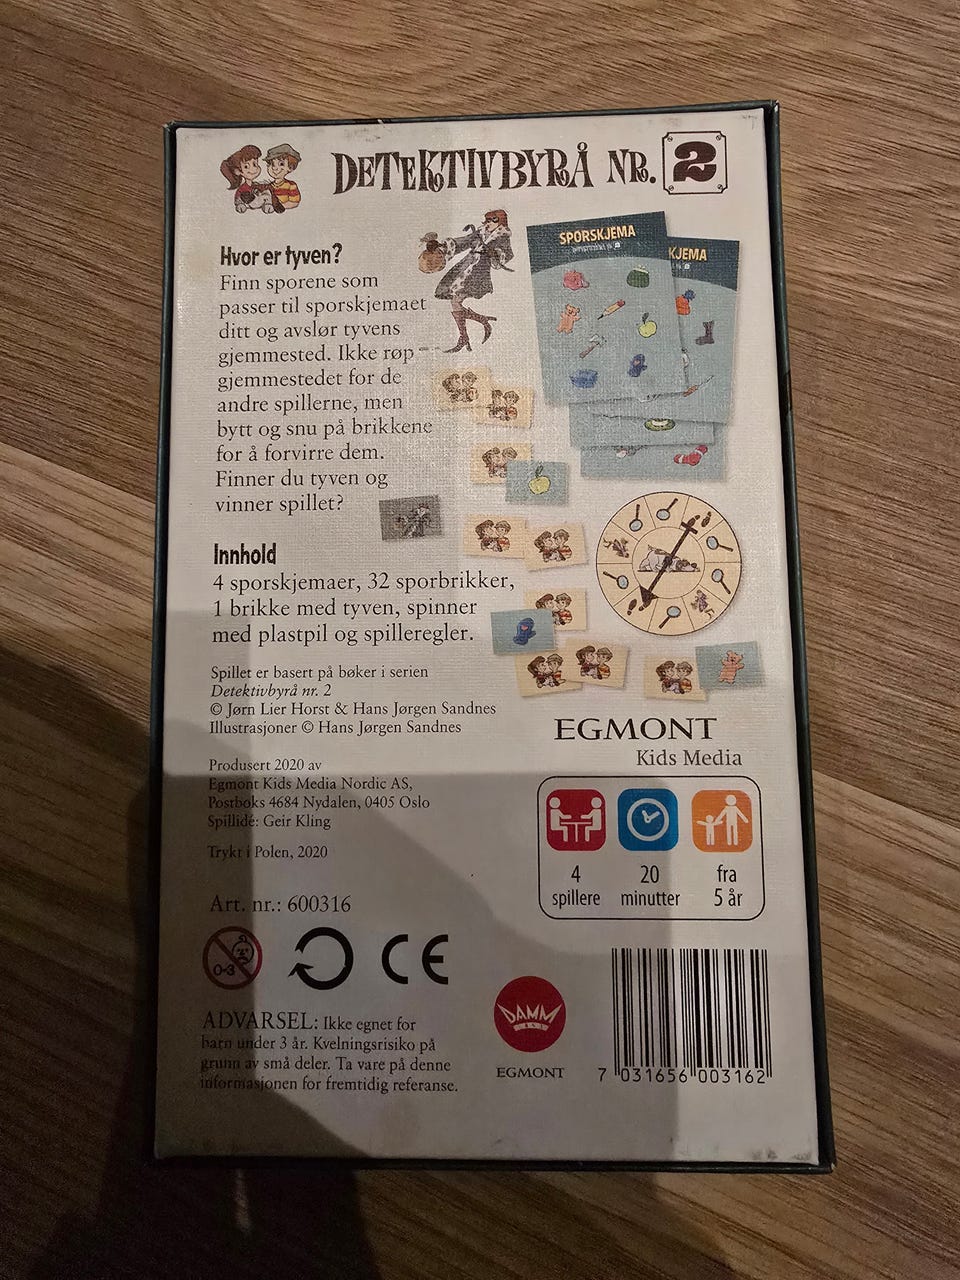 DETEKTIVBYRÅ NR. 2
Hvor er tyven?
Finn sporene som
passer til sporskjemaet
ditt og avslør tyvens
gjemmested. Ikke røp
gjemmestedet for de
andre spillerne, men
bytt og snu på brikkene
for å forvirre dem.
Finner du tyven og
vinner spillet?
SPORSKJEMA
KJEMA
Innhold
4 sporskjemaer, 32 sporbrikker,
1 brikke med tyven, spinner
med plastpil og spilleregler.
Spillet er basert på bøker i serien
Detektivbyrå nr. 2
© Jørn Lier Horst & Hans Jørgen Sandnes
Illustrasjoner © Hans Jørgen Sandnes
Produsert 2020 av
Egmont Kids Media Nordic AS,
Postboks 4684 Nydalen, 0405 Oslo
Spillidé: Geir Kling
Trykt i Polen, 2020
EGMONT
Kids Media
4
spillere
20
minutter
fra
5 år
Art. nr.: 600316
0-3
CE
ADVARSEL: Ikke egnet for
barn under 3 år. Kvelningsrisiko på
grunn av små deler. Ta vare på denne
informasjonen for fremtidig referanse.
DAMM
EGMONT
7 031656 003162